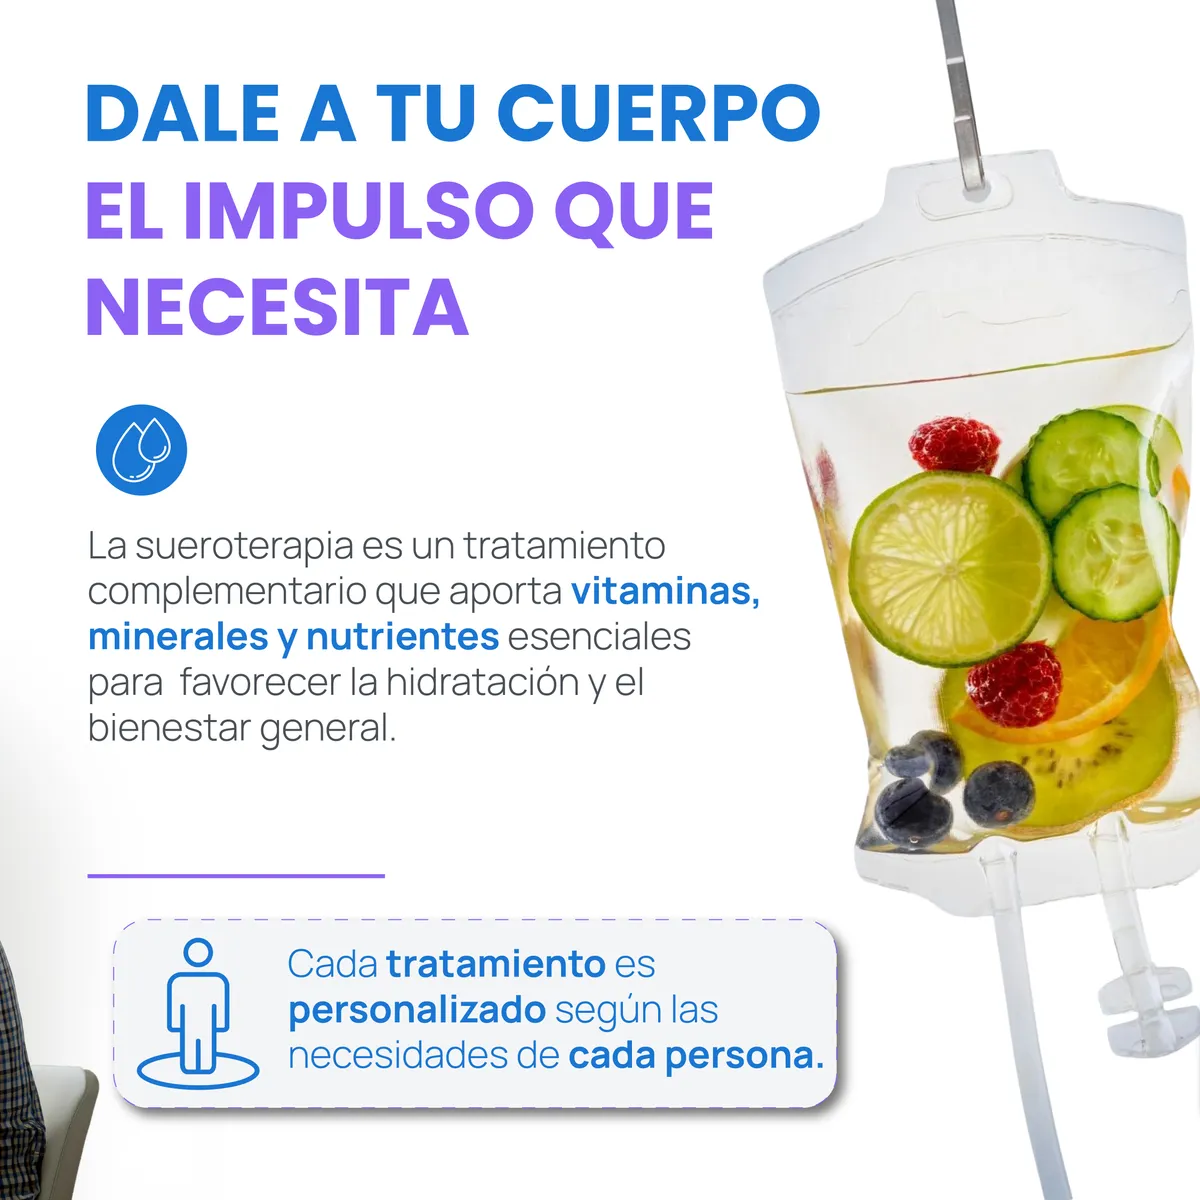 DALE A TU CUERPO
EL IMPULSO QUE
NECESITA
La sueroterapia es un tratamiento
complementario que aporta vitaminas,
minerales y nutrientes esenciales
para favorecer la hidratación y el
bienestar general.
Cada tratamiento es
personalizado según las
necesidades de cada persona.